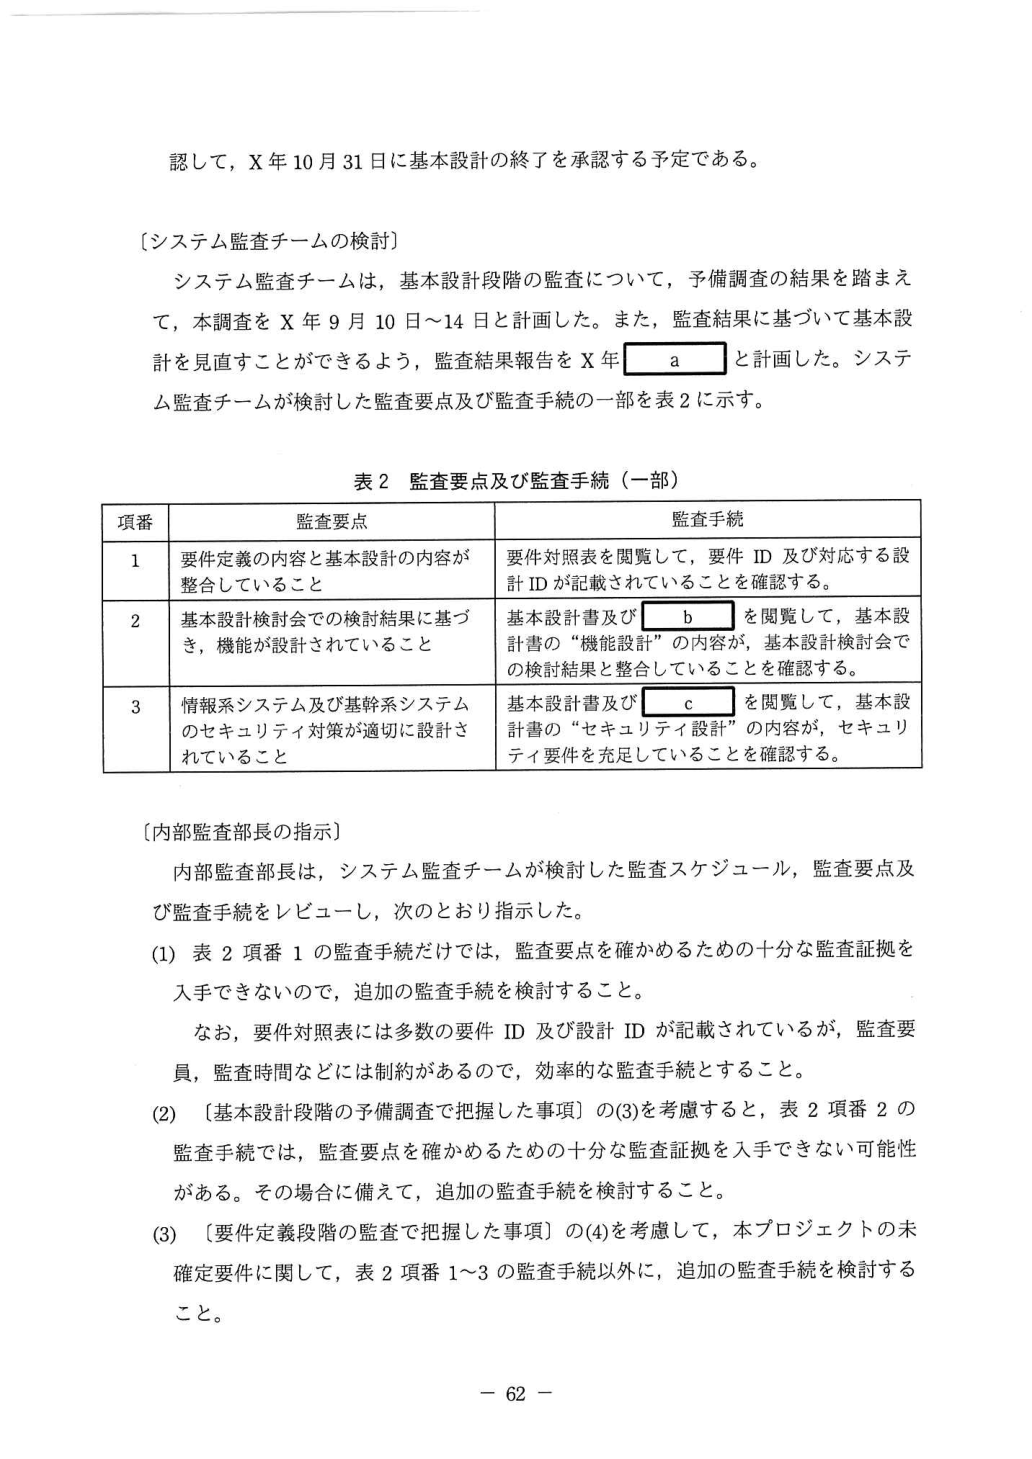 認して，X 年 10 月 31 日に基本設計の終了を承認する予定である。
〔システム監査チームの検討〕
システム監査チームは，基本設計段階の監査について，予備調査の結果を踏まえ
て，本調査を X 年 9 月 10 日～14 日と計画した。また，監査結果に基づいて基本設
計を見直すことができるよう，監査結果報告を X 年 a と計画した。システ
ム監査チームが検討した監査要点及び監査手続の一部を表 2 に示す。
表 2 監査要点及び監査手続（一部）
項番 監査要点 監査手続
1 要件定義の内容と基本設計の内容が
整合していること
要件対照表を閲覧して，要件 ID 及び対応する設
計 ID が記載されていることを確認する。
2 基本設計検討会での検討結果に基づ
き，機能が設計されていること
基本設計書及び b を閲覧して，基本設
計書の“機能設計”の内容が，基本設計検討会で
の検討結果と整合していることを確認する。
3 情報系システム及び基幹系システム
のセキュリティ対策が適切に設計さ
れていること
基本設計書及び c を閲覧して，基本設
計書の“セキュリティ設計”の内容が，セキュリ
ティ要件を充足していることを確認する。
〔内部監査部長の指示〕
内部監査部長は，システム監査チームが検討した監査スケジュール，監査要点及
び監査手続をレビューし，次のとおり指示した。
(1) 表 2 項番 1 の監査手続だけでは，監査要点を確かめるための十分な監査証拠を
入手できないので，追加の監査手続を検討すること。
なお，要件対照表には多数の要件 ID 及び設計 ID が記載されているが，監査要
員，監査時間などには制約があるので，効率的な監査手続とすること。
(2) 〔基本設計段階の予備調査で把握した事項〕の(3)を考慮すると，表 2 項番 2 の
監査手続では，監査要点を確かめるための十分な監査証拠を入手できない可能性
がある。その場合に備えて，追加の監査手続を検討すること。
(3) 〔要件定義段階の監査で把握した事項〕の(4)を考慮して，本プロジェクトの未
確定要件に関して，表 2 項番 1～3 の監査手続以外に，追加の監査手続を検討する
こと。
－ 62 －